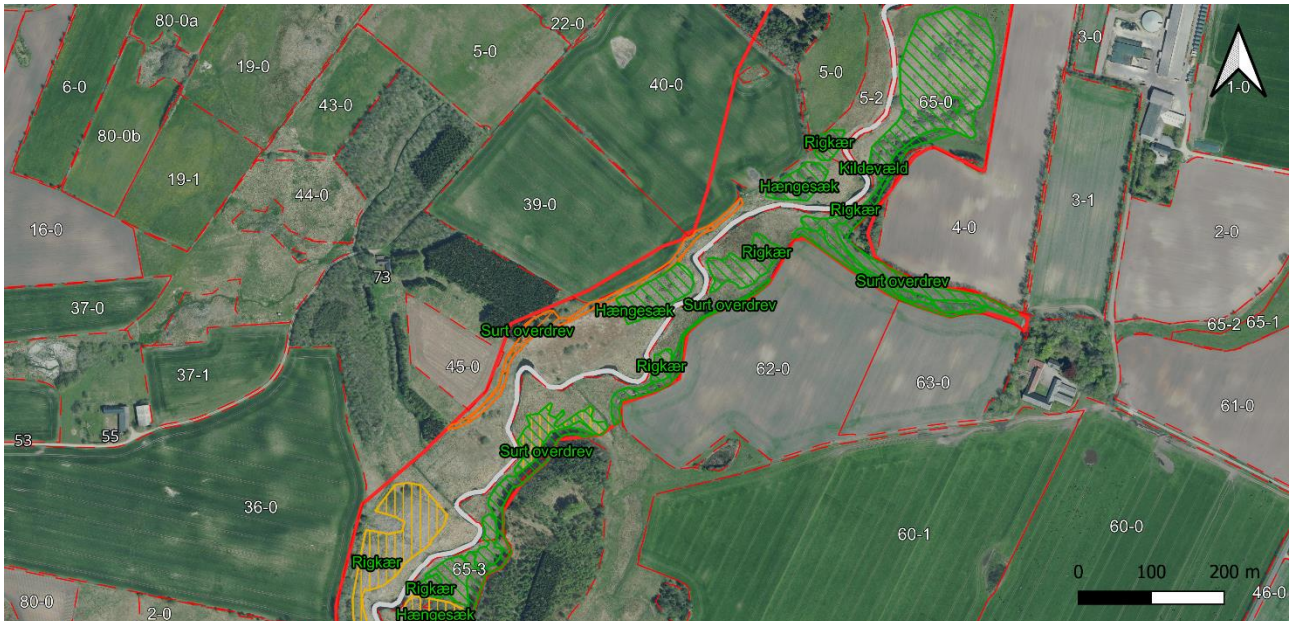 80-0a
22-0
5-0
3-0
19-0
40-0
5-0
6-0
1-0
43-0
5-2
65-0
80-0b
Rigkær
Kildevæld
19-1
Hængesæk
44-0
3-1
39-0
Rigkær
4-0
2-0
16-0
Rigkær
73
Surt overdrev
37-0
Hængesæk
Surt overdrev
65-1
65-2
Surt overdrev
45-0
Rigkær
62-0
37-1
63-0
61-0
53
55
Surt overdrev
36-0
60-1
60-0
Rigkær
65-3
0
100
200 m
Rigkær
80-0
2-0
Hængesæk
46-0